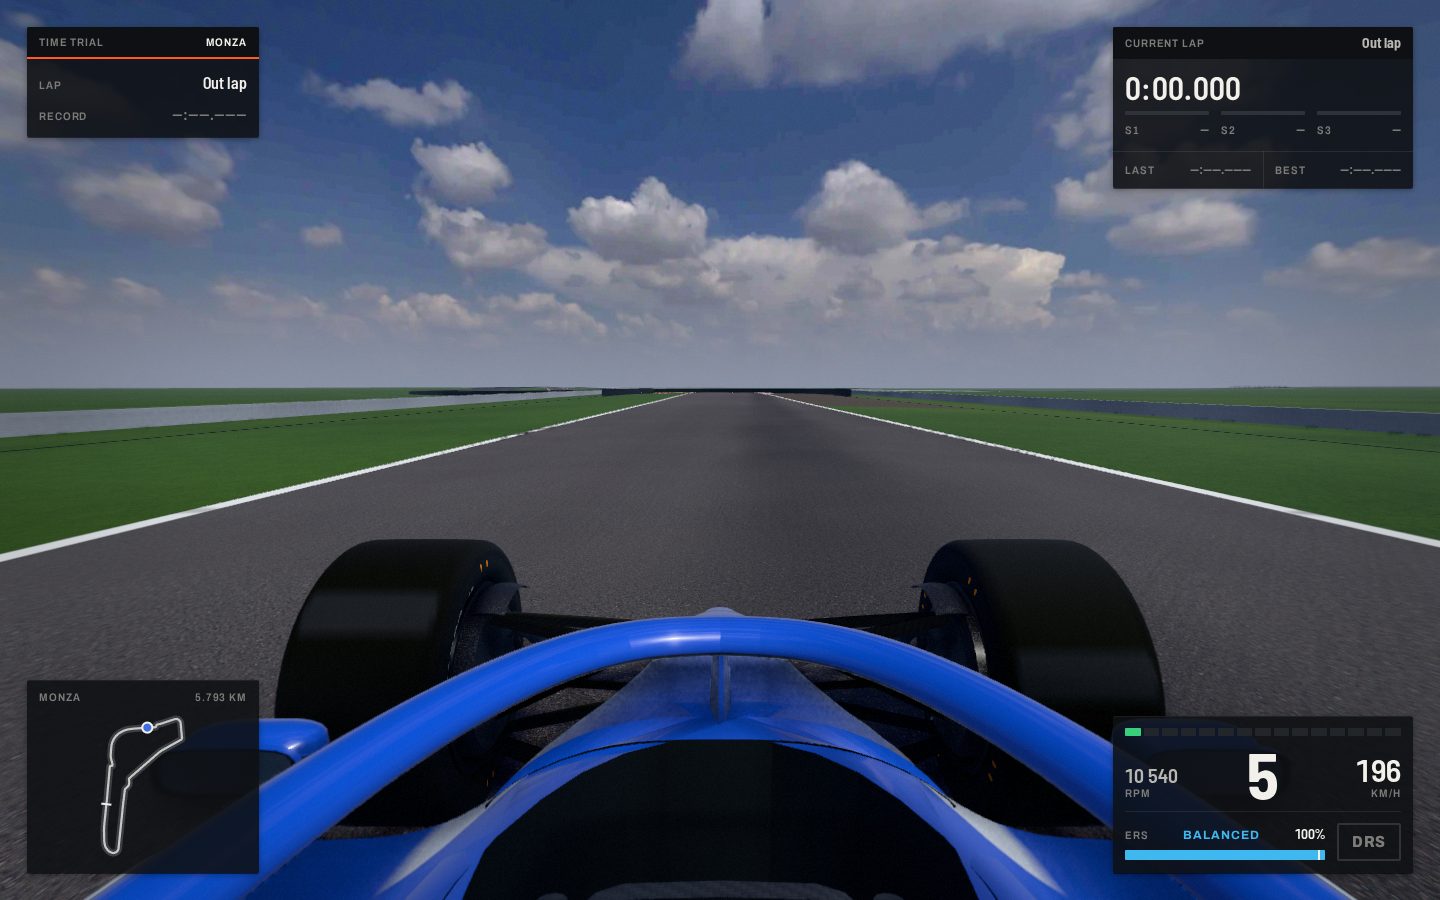 TIME TRIAL MONZA
LAP Out lap
RECORD –:––.–––
CURRENT LAP Out lap
0:00.000
S1 – S2 – S3 –
LAST –:––.––– BEST –:––.–––
MONZA 5.793 KM
10 540 RPM
5
196 KM/H
ERS BALANCED 100%
DRS